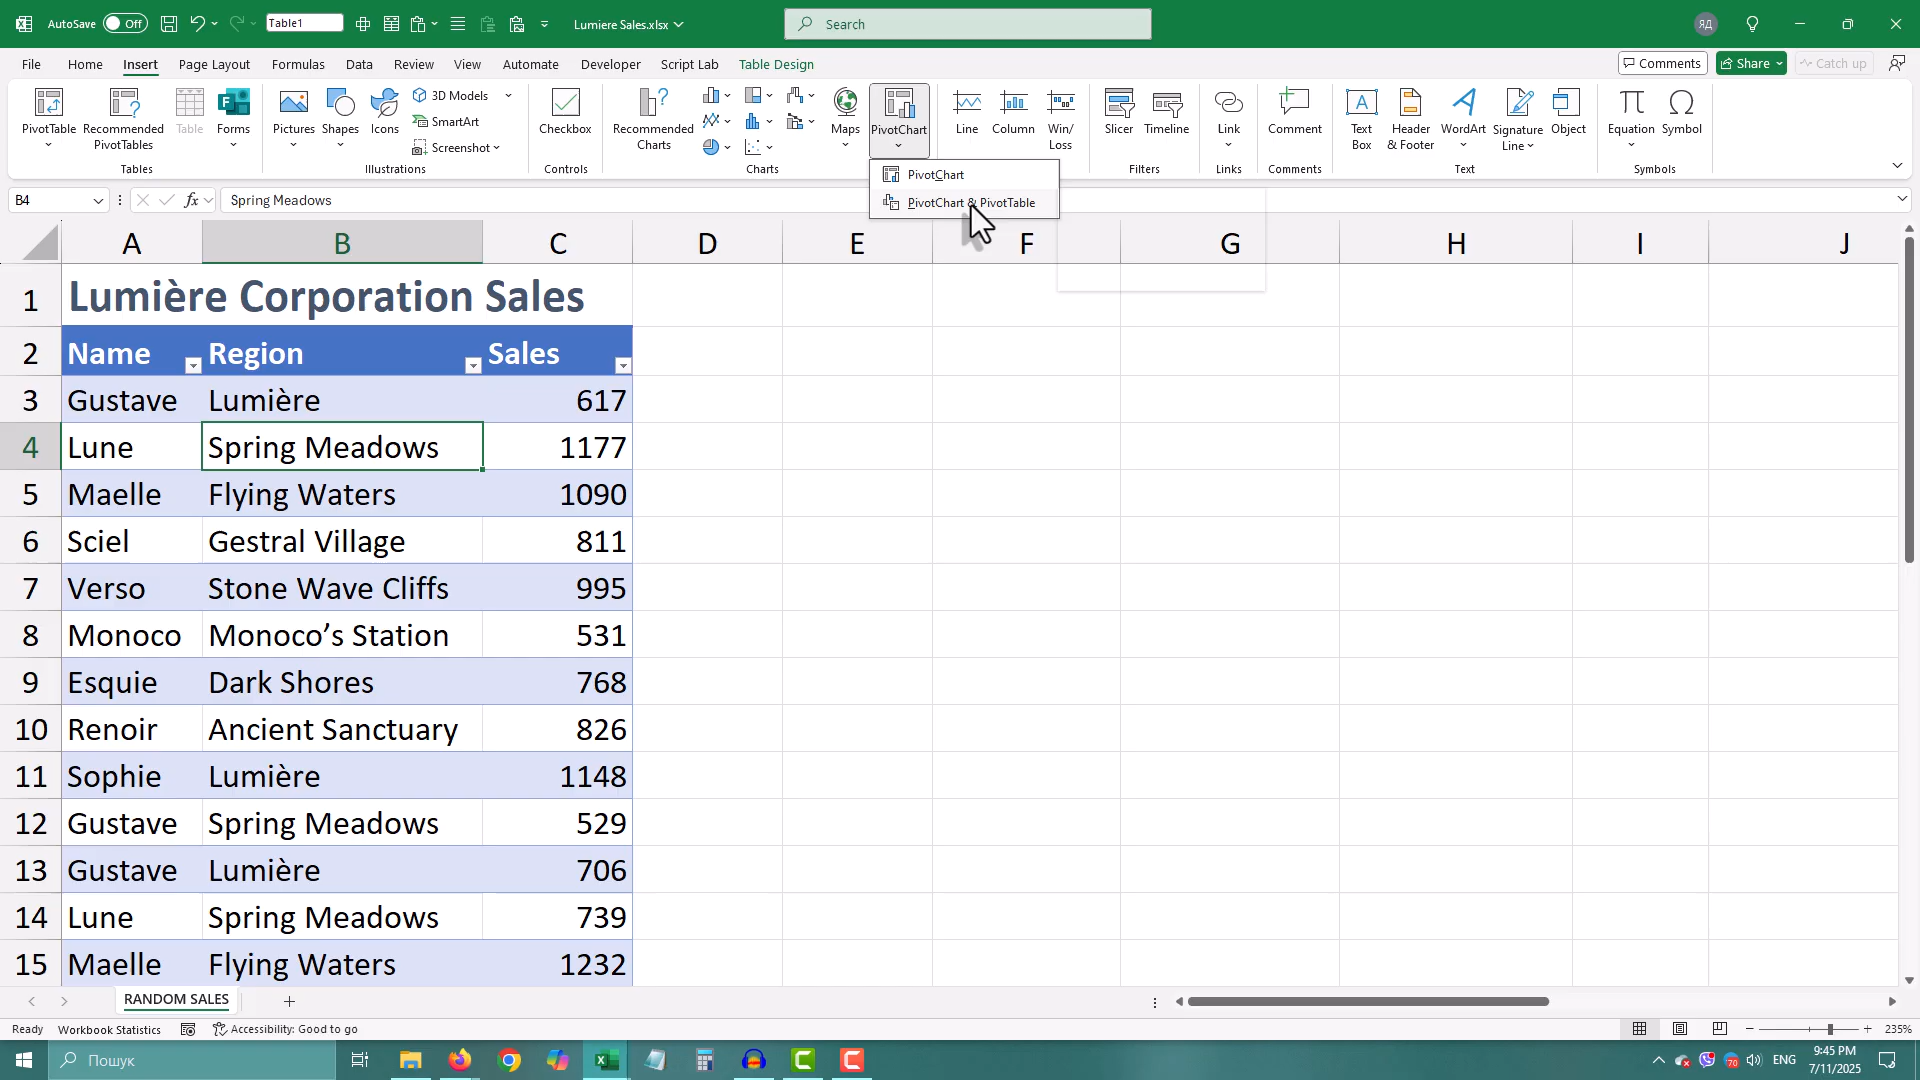 AutoSave Off Table1 Lumiere Sales.xlsx Search ЯД
File Home Insert Page Layout Formulas Data Review View Automate Developer Script Lab Table Design Comments Share Catch up
PivotTable Recommended PivotTables Table Forms
Tables
Pictures Shapes Icons 3D Models SmartArt Screenshot
Illustrations
Checkbox
Controls
Recommended Charts Maps PivotChart
Charts
Line Column Win/Loss
Slicer Timeline
Filters
Link
Links
Comment
Comments
Text Box Header & Footer WordArt Signature Line Object
Text
Equation Symbol
Symbols
PivotChart
PivotChart & PivotTable
B4 fx Spring Meadows
A B C D E F G H I J
1 Lumière Corporation Sales
2 Name Region Sales
3 Gustave Lumière 617
4 Lune Spring Meadows 1177
5 Maelle Flying Waters 1090
6 Sciel Gestral Village 811
7 Verso Stone Wave Cliffs 995
8 Monoco Monoco’s Station 531
9 Esquie Dark Shores 768
10 Renoir Ancient Sanctuary 826
11 Sophie Lumière 1148
12 Gustave Spring Meadows 529
13 Gustave Lumière 706
14 Lune Spring Meadows 739
15 Maelle Flying Waters 1232
RANDOM SALES
Ready Workbook Statistics Accessibility: Good to go 235%
Пошук 70 ENG 9:45 PM
7/11/2025